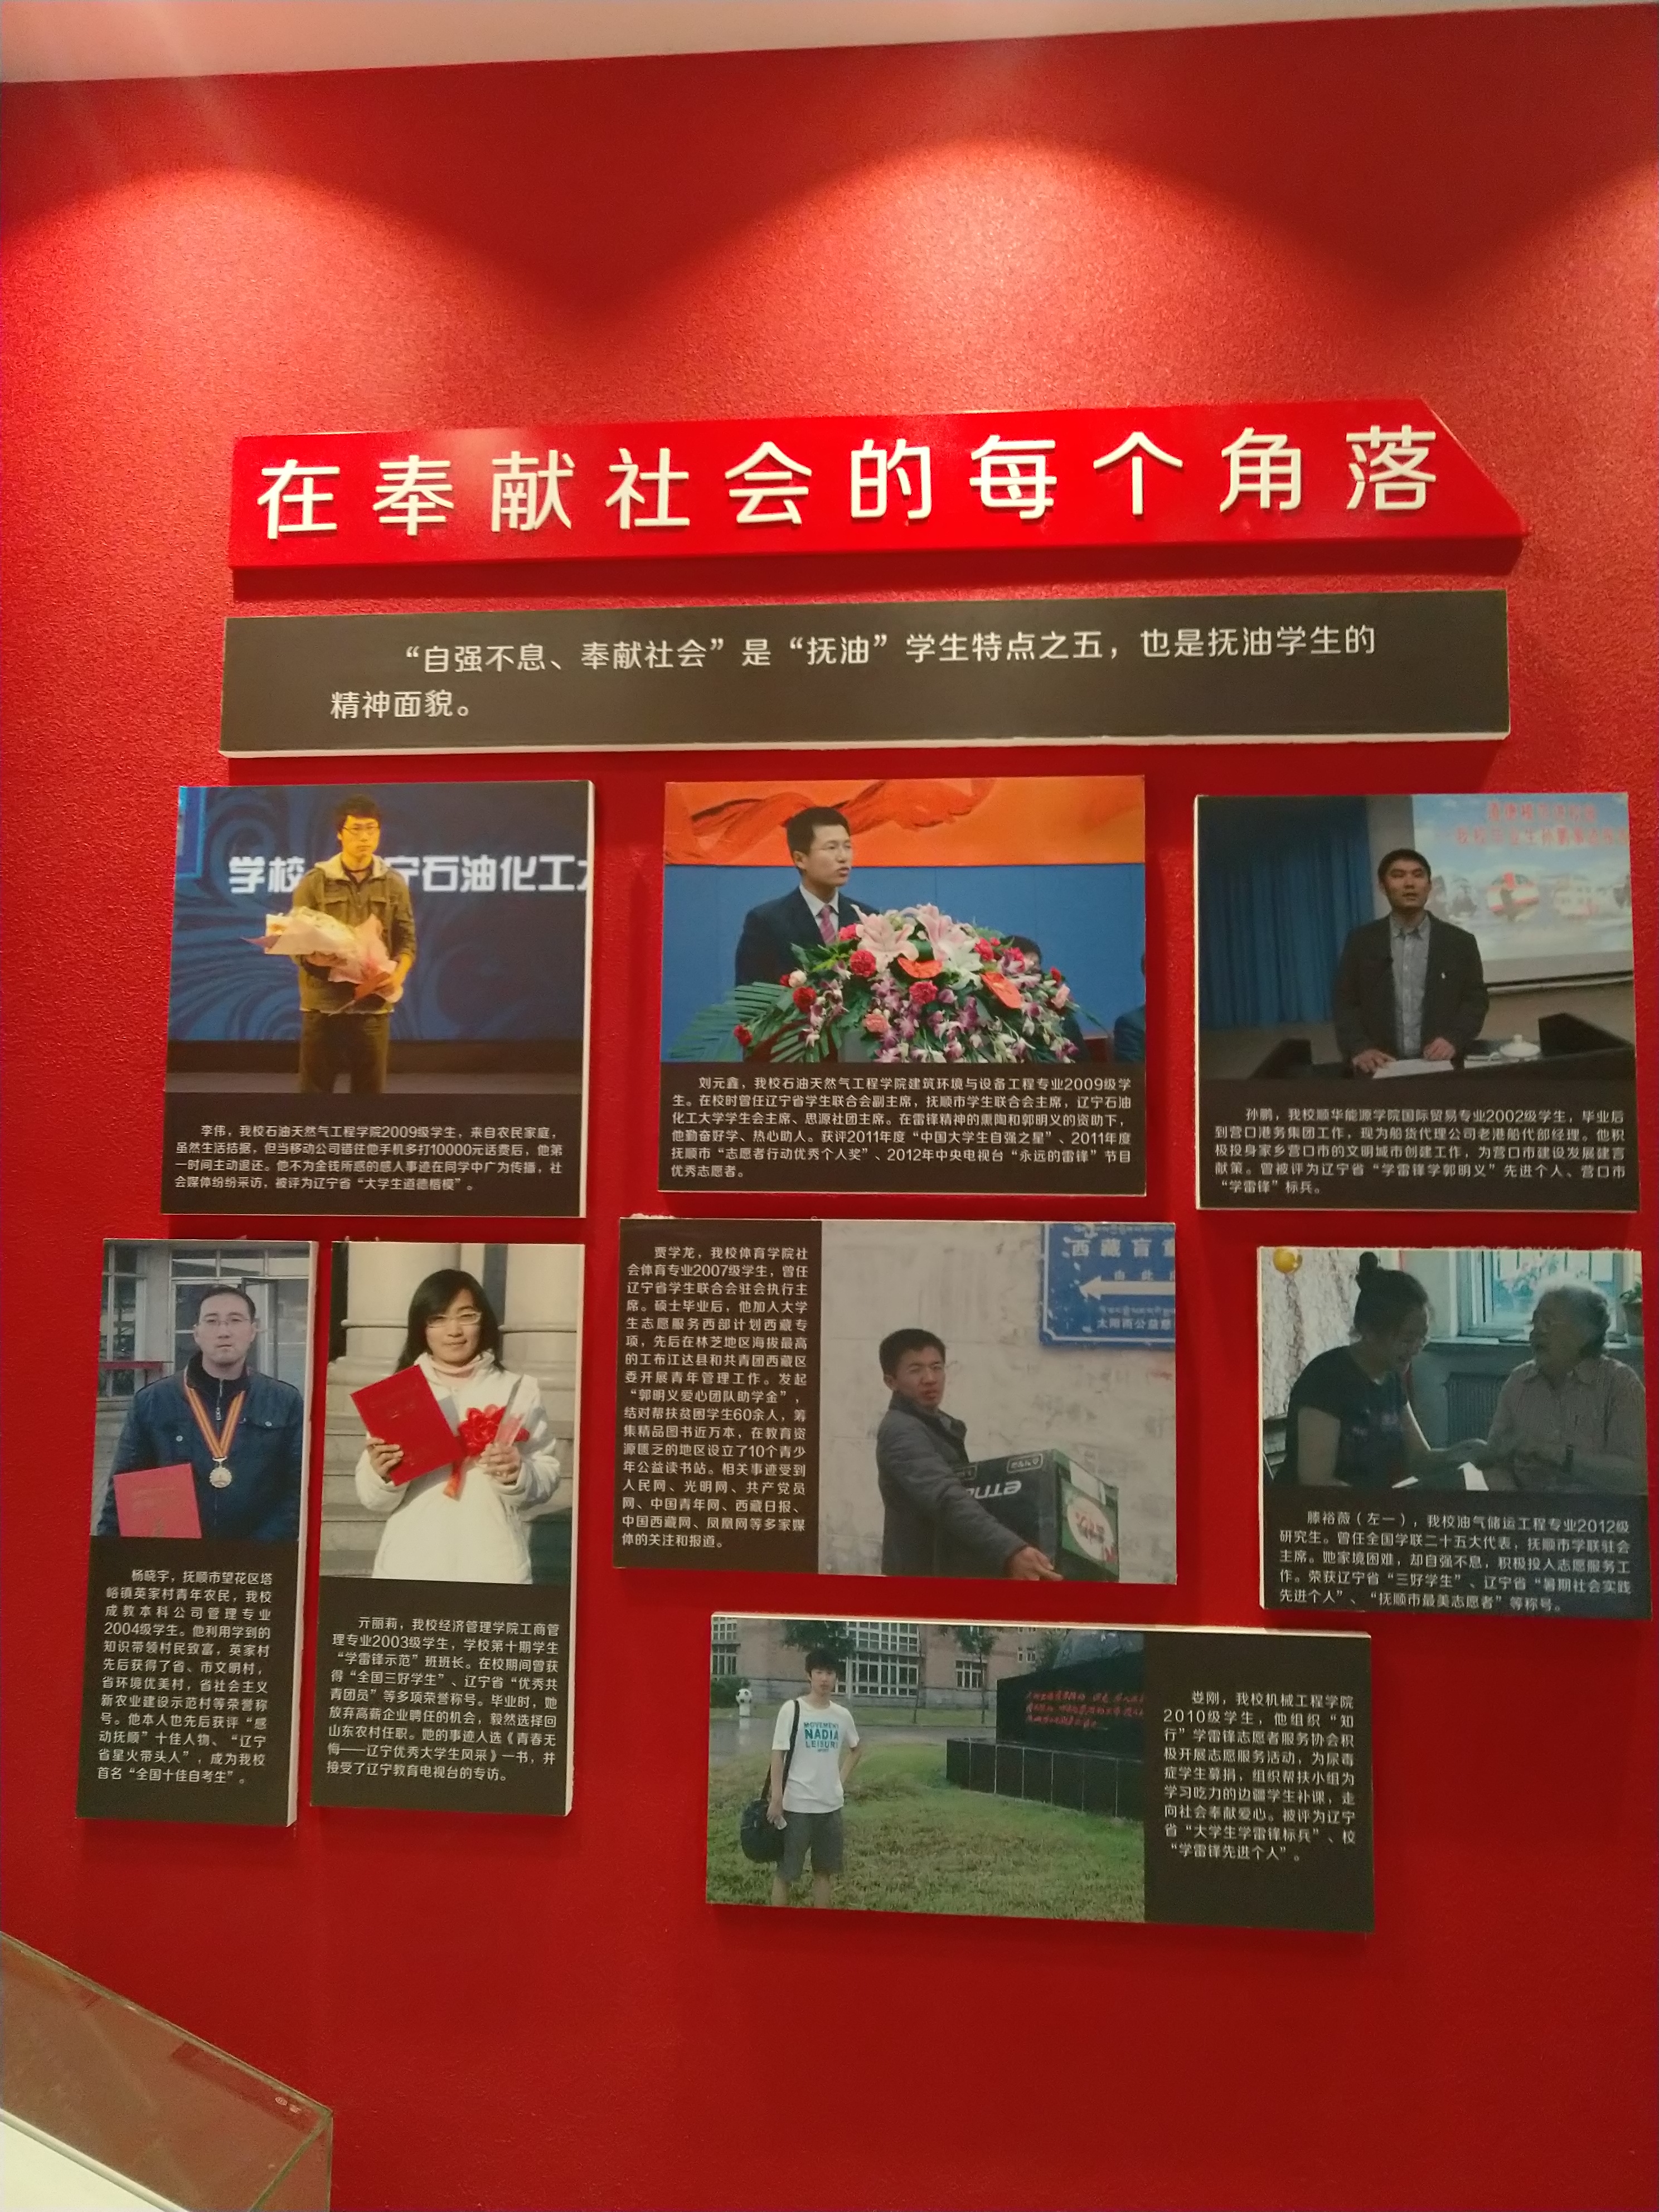 在奉献社会的每个角落
“自强不息、奉献社会”是“抚油”学生特点之五，也是抚油学生的
精神面貌。
学校 宁石油化工大
李伟，我校石油天然气工程学院2009级学生，来自农民家庭，
虽然生活拮据，但当移动公司错往他手机多打10000元话费后，他第
一时间主动退还。他不为金钱所惑的感人事迹在同学中广为传播，社
会媒体纷纷采访，被评为辽宁省“大学生道德楷模”。
刘元鑫，我校石油天然气工程学院建筑环境与设备工程专业2009级学
生。在校时曾任辽宁省学生联合会副主席，抚顺市学生联合会主席，辽宁石油
化工大学学生会主席、思源社团主席。在雷锋精神的熏陶和郭明义的资助下，
他勤奋好学、热心助人。获评2011年度“中国大学生自强之星”、2011年度
抚顺市“志愿者行动优秀个人奖”、2012年中央电视台“永远的雷锋”节目
优秀志愿者。
孙鹏，我校顺华能源学院国际贸易专业2002级学生，毕业后
到营口港务集团工作，现为船货代理公司老港船代部经理。他积
极投身家乡营口市的文明城市创建工作，为营口市建设发展建言
献策。曾被评为辽宁省“学雷锋学郭明义”先进个人、营口市
“学雷锋”标兵。
杨晓宇，抚顺市望花区塔
峪镇英家村青年农民，我校
成教本科公司管理专业
2004级学生。他利用学到的
知识带领村民致富，英家村
先后获得了省、市文明村，
省环境优美村，省社会主义
新农业建设示范村等荣誉称
号。他本人也先后获评“感
动抚顺”十佳人物、“辽宁
省星火带头人”，成为我校
首名“全国十佳自考生”。
亓丽莉，我校经济管理学院工商管
理专业2003级学生，学校第十期学生
“学雷锋示范”班班长。在校期间曾获
得“全国三好学生”、辽宁省“优秀共
青团员”等多项荣誉称号。毕业时，她
放弃高薪企业聘任的机会，毅然选择回
山东农村任职。她的事迹入选《青春无
悔——辽宁优秀大学生风采》一书，并
接受了辽宁教育电视台的专访。
贾学龙，我校体育学院社
会体育专业2007级学生，曾任
辽宁省学生联合会驻会执行主
席。硕士毕业后，他加入大学
生志愿服务西部计划西藏专
项，先后在林芝地区海拔最高
的工布江达县和共青团西藏区
委开展青年管理工作。发起
“郭明义爱心团队助学金”，
结对帮扶贫困学生60余人，筹
集精品图书近万本，在教育资
源匮乏的地区设立了10个青少
年公益读书站。相关事迹受到
人民网、光明网、共产党员
网、中国青年网、西藏日报、
中国西藏网、凤凰网等多家媒
体的关注和报道。
西藏盲童
由此
太阳雨公益慈
滕裕薇（左一），我校油气储运工程专业2012级
研究生。曾任全国学联二十五大代表，抚顺市学联驻会
主席。她家境困难，却自强不息，积极投入志愿服务工
作。荣获辽宁省“三好学生”、辽宁省“暑期社会实践
先进个人”、“抚顺市最美志愿者”等称号。
MOVEMENT
NADIA
LEISURE
娄刚，我校机械工程学院
2010级学生，他组织“知
行”学雷锋志愿者服务协会积
极开展志愿服务活动，为尿毒
症学生募捐，组织帮扶小组为
学习吃力的边疆学生补课，走
向社会奉献爱心。被评为辽宁
省“大学生学雷锋标兵”、校
“学雷锋先进个人”。